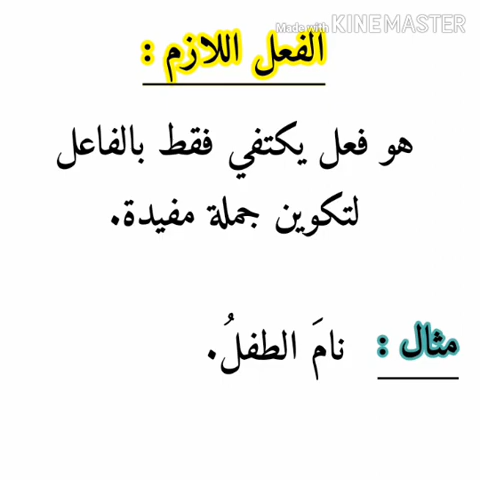 Made with KINEMASTER
الفعل اللازم :
هو فعل يكتفي فقط بالفاعل
لتكوين جملة مفيدة.
مثال : نامَ الطفلُ.